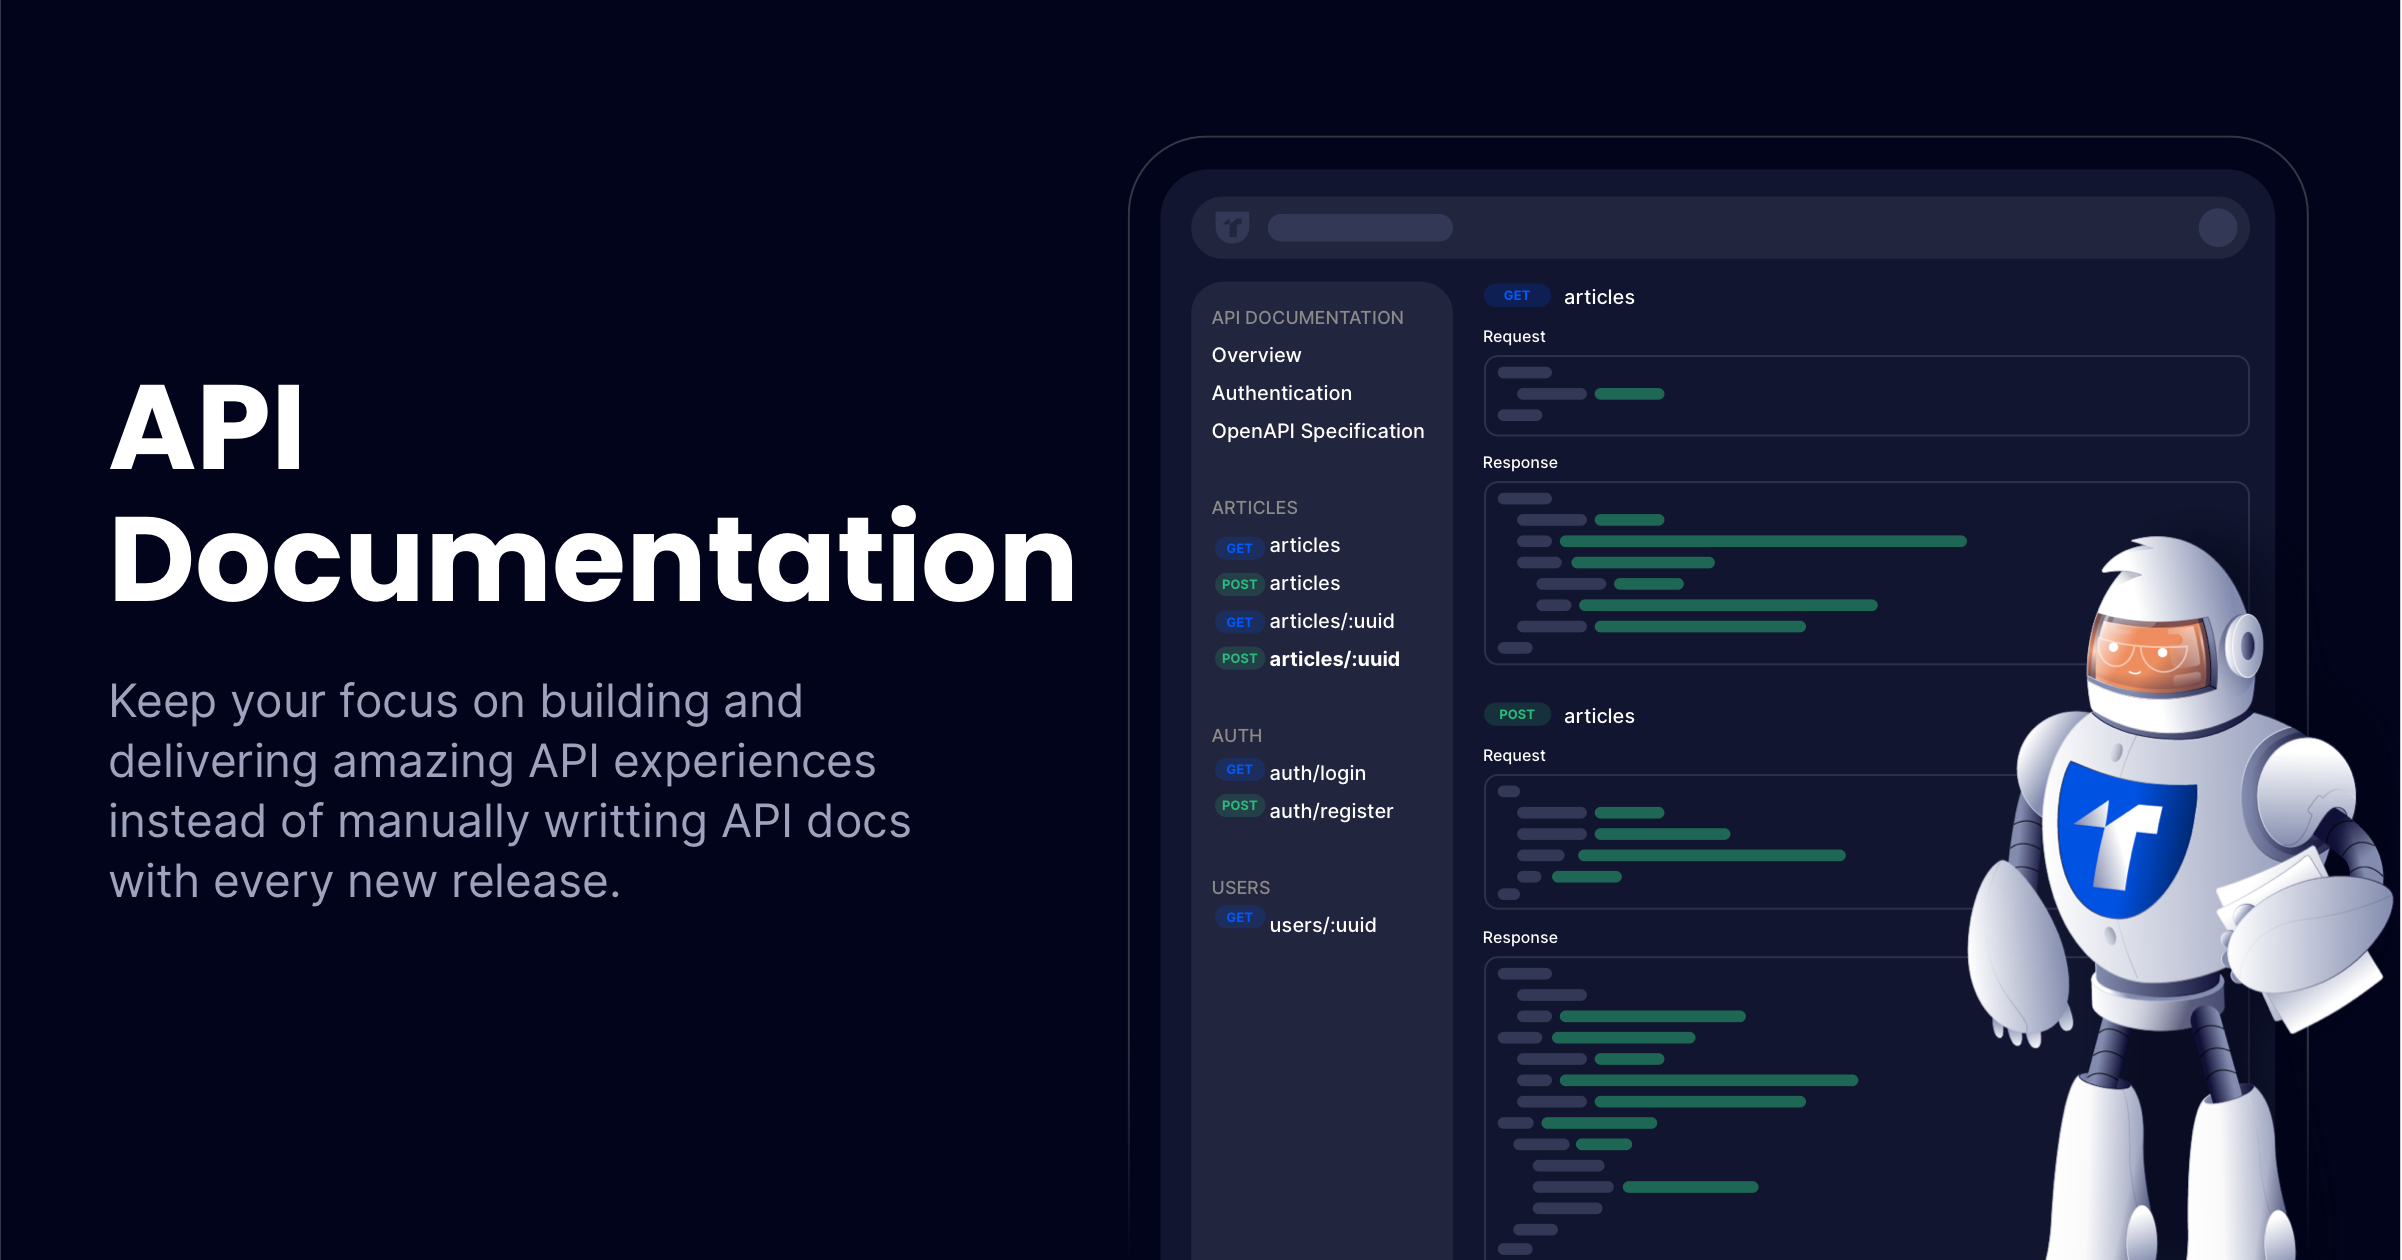 API
Documentation
Keep your focus on building and
delivering amazing API experiences
instead of manually writting API docs
with every new release.
API DOCUMENTATION
Overview
Authentication
OpenAPI Specification
ARTICLES
GET articles
POST articles
GET articles/:uuid
POST articles/:uuid
AUTH
GET auth/login
POST auth/register
USERS
GET users/:uuid
GET articles
Request
Response
POST articles
Request
Response